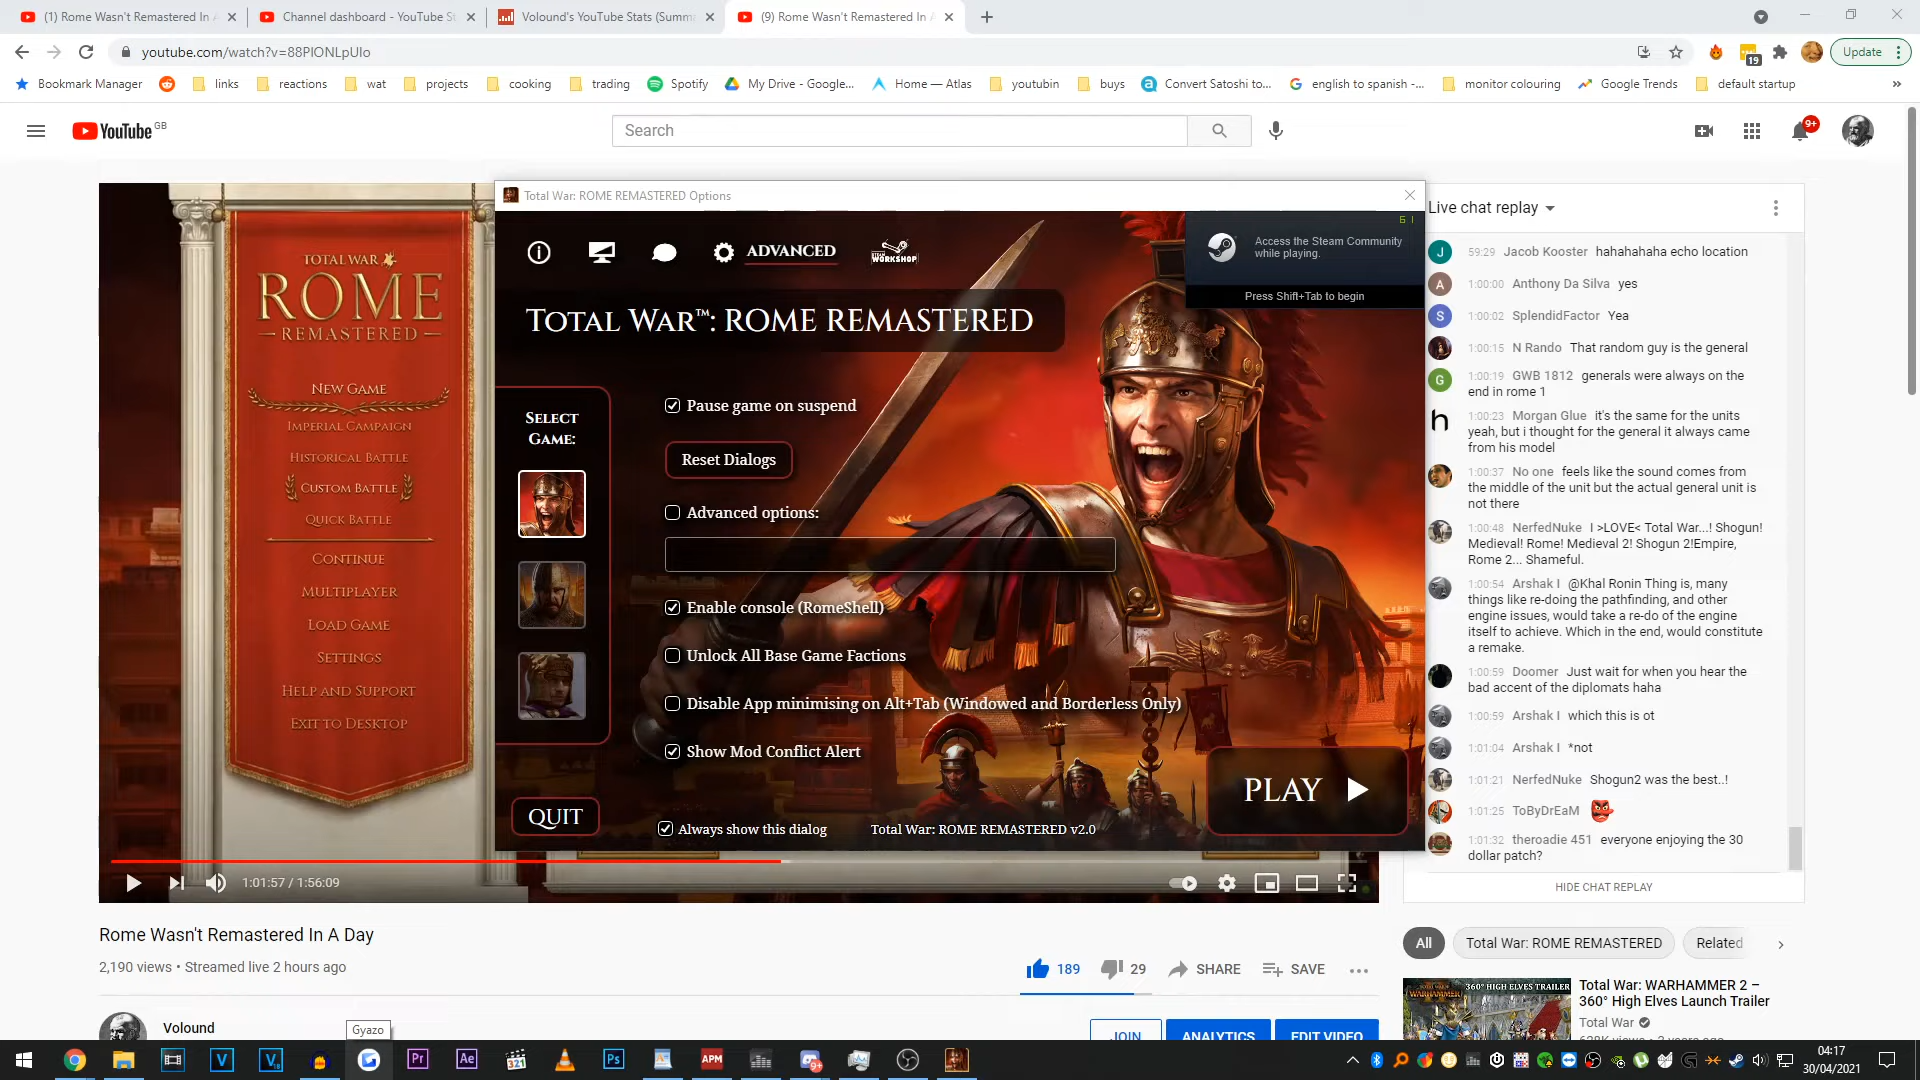 (1) Rome Wasn't Remastered In A
Channel dashboard - YouTube St
Volound's YouTube Stats (Summ
(9) Rome Wasn't Remastered In
youtube.com/watch?v=88PIONLpUIo
19
Update
Bookmark Manager
links
reactions
wat
projects
cooking
trading
Spotify
My Drive - Google...
Home — Atlas
youtubin
buys
Convert Satoshi to...
english to spanish -...
monitor colouring
Google Trends
default startup
YouTube GB
Search
9+
TOTAL WAR
ROME
REMASTERED
NEW GAME
IMPERIAL CAMPAIGN
HISTORICAL BATTLE
CUSTOM BATTLE
QUICK BATTLE
CONTINUE
MULTIPLAYER
LOAD GAME
SETTINGS
HELP AND SUPPORT
EXIT TO DESKTOP
Total War: ROME REMASTERED Options
ADVANCED
WORKSHOP
61
Access the Steam Community
while playing.
Press Shift+Tab to begin
TOTAL WAR™: ROME REMASTERED
SELECT
GAME:
Pause game on suspend
Reset Dialogs
Advanced options:
Enable console (RomeShell)
Unlock All Base Game Factions
Disable App minimising on Alt+Tab (Windowed and Borderless Only)
Show Mod Conflict Alert
PLAY
QUIT
Always show this dialog
Total War: ROME REMASTERED v2.0
1:01:57 / 1:56:09
Live chat replay
J
59:29 Jacob Kooster hahahahaha echo location
A
1:00:00 Anthony Da Silva yes
S
1:00:02 SplendidFactor Yea
1:00:15 N Rando That random guy is the general
G
1:00:19 GWB 1812 generals were always on the
end in rome 1
h
1:00:23 Morgan Glue it's the same for the units
yeah, but i thought for the general it always came
from his model
1:00:37 No one feels like the sound comes from
the middle of the unit but the actual general unit is
not there
1:00:48 NerfedNuke I >LOVE< Total War...! Shogun!
Medieval! Rome! Medieval 2! Shogun 2!Empire,
Rome 2... Shameful.
1:00:54 Arshak I @Khal Ronin Thing is, many
things like re-doing the pathfinding, and other
engine issues, would take a re-do of the engine
itself to achieve. Which in the end, would constitute
a remake.
1:00:59 Doomer Just wait for when you hear the
bad accent of the diplomats haha
1:00:59 Arshak I which this is ot
1:01:04 Arshak I *not
1:01:21 NerfedNuke Shogun2 was the best..!
1:01:25 ToByDrEaM
1:01:32 theroadie 451 everyone enjoying the 30
dollar patch?
HIDE CHAT REPLAY
Rome Wasn't Remastered In A Day
2,190 views • Streamed live 2 hours ago
189
29
SHARE
SAVE
Volound
JOIN
ANALYTICS
EDIT VIDEO
All
Total War: ROME REMASTERED
Related
360° HIGH ELVES TRAILER
Total War: WARHAMMER 2 –
360° High Elves Launch Trailer
Total War
Gyazo
V
V
Pr
Ae
321
Ps
APM
04:17
30/04/2021